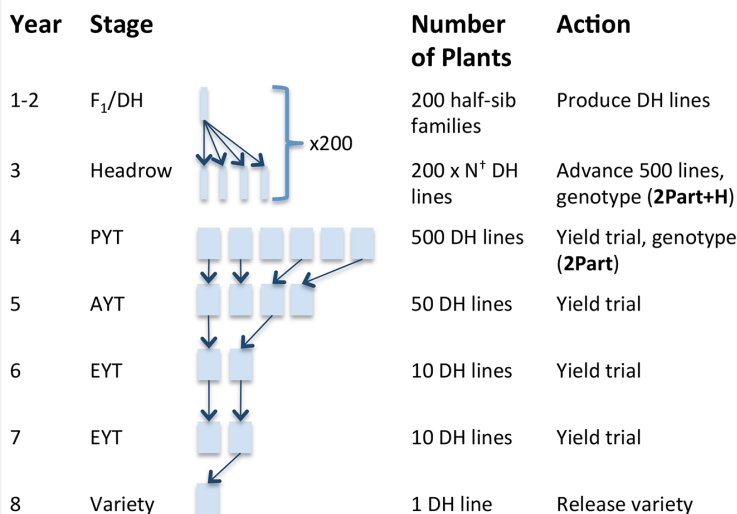 Year Stage Number of Plants Action
1-2 F₁/DH 200 half-sib families Produce DH lines
x200
3 Headrow 200 x N† DH lines Advance 500 lines, genotype (2Part+H)
4 PYT 500 DH lines Yield trial, genotype (2Part)
5 AYT 50 DH lines Yield trial
6 EYT 10 DH lines Yield trial
7 EYT 10 DH lines Yield trial
8 Variety 1 DH line Release variety